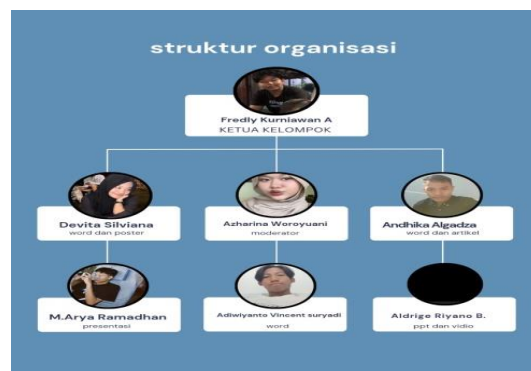 struktur organisasi
Fredly Kurniawan A
KETUA KELOMPOK
Devita Silviana
word dan poster
Azharina Woroyuani
moderator
Andhika Algadza
word dan artikel
M.Arya Ramadhan
presentasi
Adiwiyanto Vincent suryadi
word
Aldrige Riyano B.
ppt dan vidio